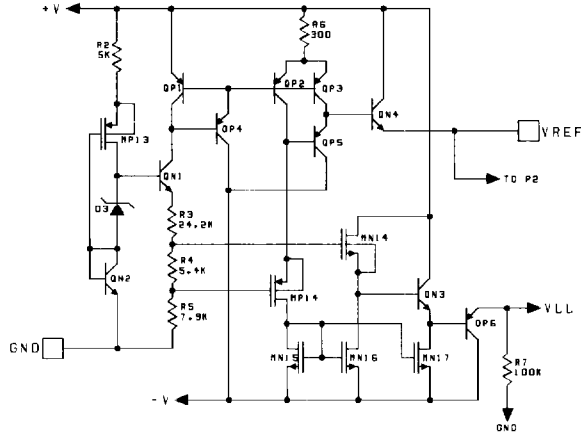 +V
R6
300
R2
5K
QP1
QP2
QP3
QN4
MP13
QP4
QP5
VREF
QN1
TO P2
D3
R3
24.2K
MN14
R4
5.4K
QN2
MP14
QN3
R5
7.9K
QP6
VLL
GND
MN15
MN16
MN17
R7
100K
-V
GND